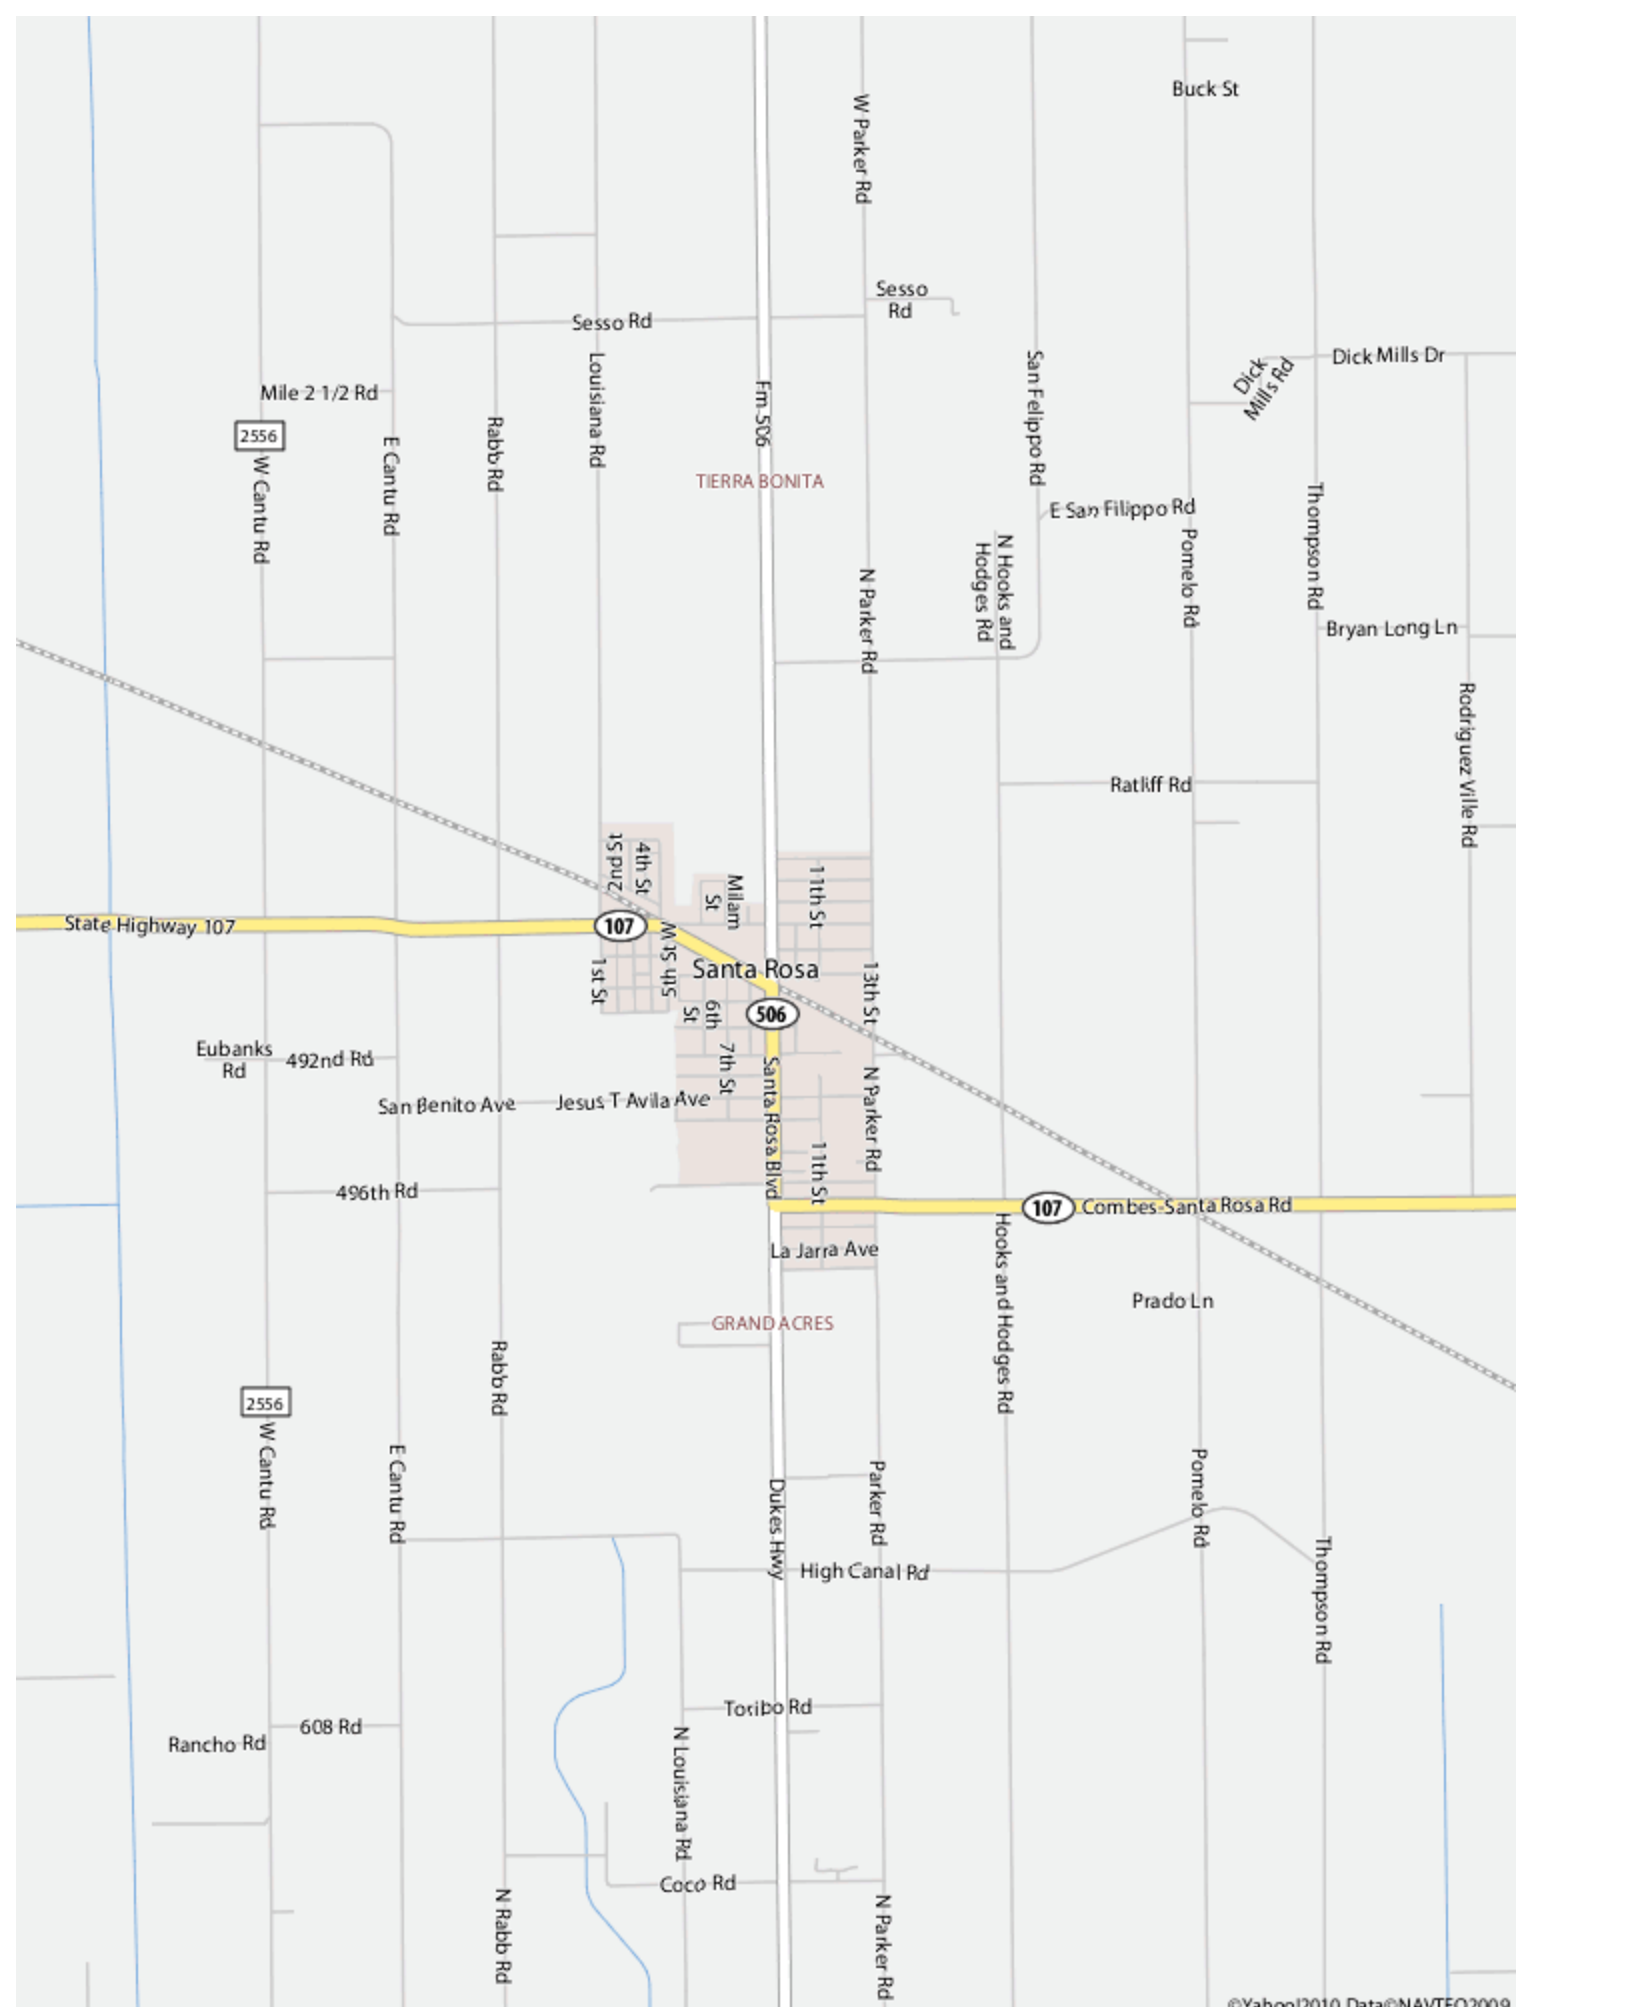 Buck St
W Parker Rd
Sesso
Rd
Sesso Rd
Dick Mills Dr
Dick
Mills Rd
Mile 2 1/2 Rd
2556
W Cantu Rd
E Cantu Rd
Rabb Rd
Louisiana Rd
Fm 506
San Felippo Rd
TIERRA BONITA
E San Filippo Rd
Thompson Rd
Pomelo Rd
N Hooks and
Hodges Rd
N Parker Rd
Bryan Long Ln
Rodriguez Ville Rd
Ratliff Rd
2nd St
4th St
Milam
St
11th St
State Highway 107
107
5th St W
1st St
Santa Rosa
13th St
506
6th
St
7th St
Eubanks
Rd
492nd Rd
San Benito Ave
Jesus T Avila Ave
Santa Rosa Blvd
N Parker Rd
11th St
496th Rd
107
Combes-Santa Rosa Rd
La Jarra Ave
Hooks and Hodges Rd
Prado Ln
GRAND ACRES
Rabb Rd
2556
W Cantu Rd
E Cantu Rd
Dukes Hwy
Parker Rd
Pomelo Rd
High Canal Rd
Thompson Rd
Toribo Rd
608 Rd
Rancho Rd
N Louisiana Rd
Coco Rd
N Rabb Rd
N Parker Rd
©Yahoo!2010 Data©NAVTEQ2009